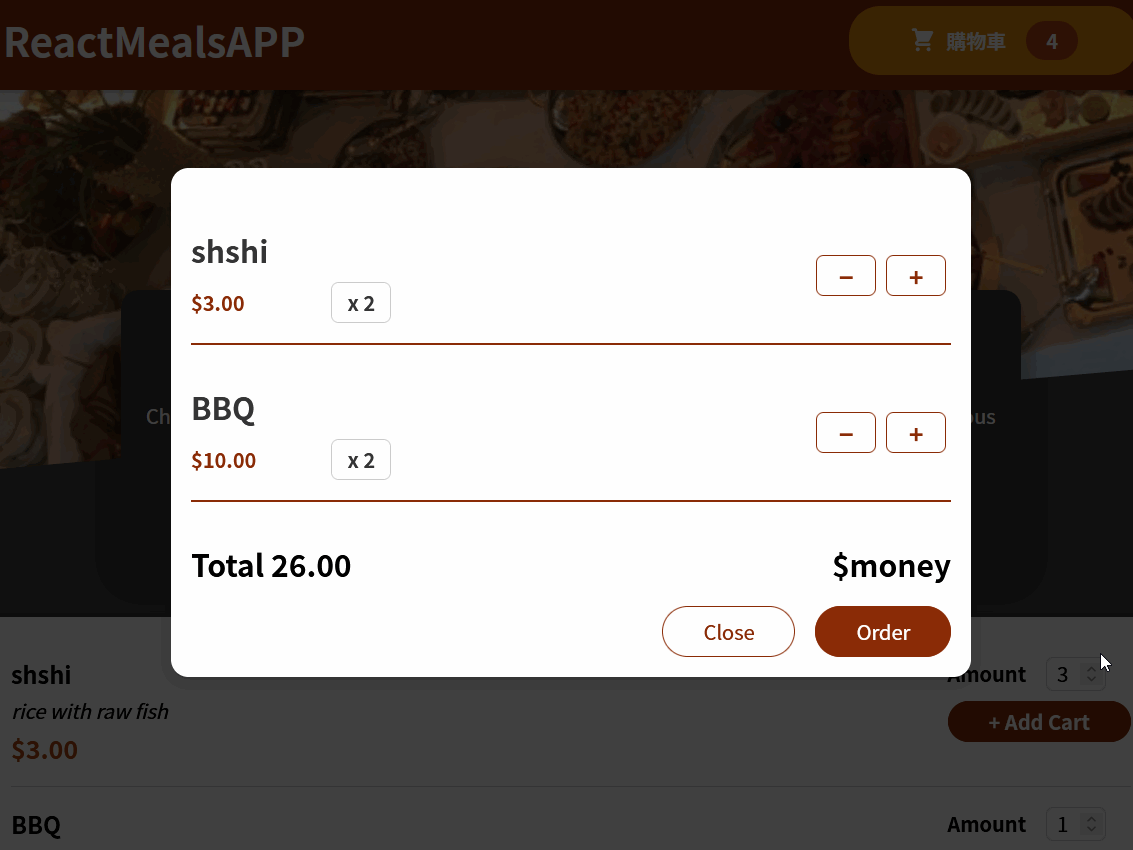 ReactMealsAPP
購物車 4
shshi
$3.00 x 2
− +
BBQ
$10.00 x 2
− +
Ch
ous
Total 26.00 $money
Close Order
shshi
Amount 3
rice with raw fish
+ Add Cart
$3.00
BBQ
Amount 1